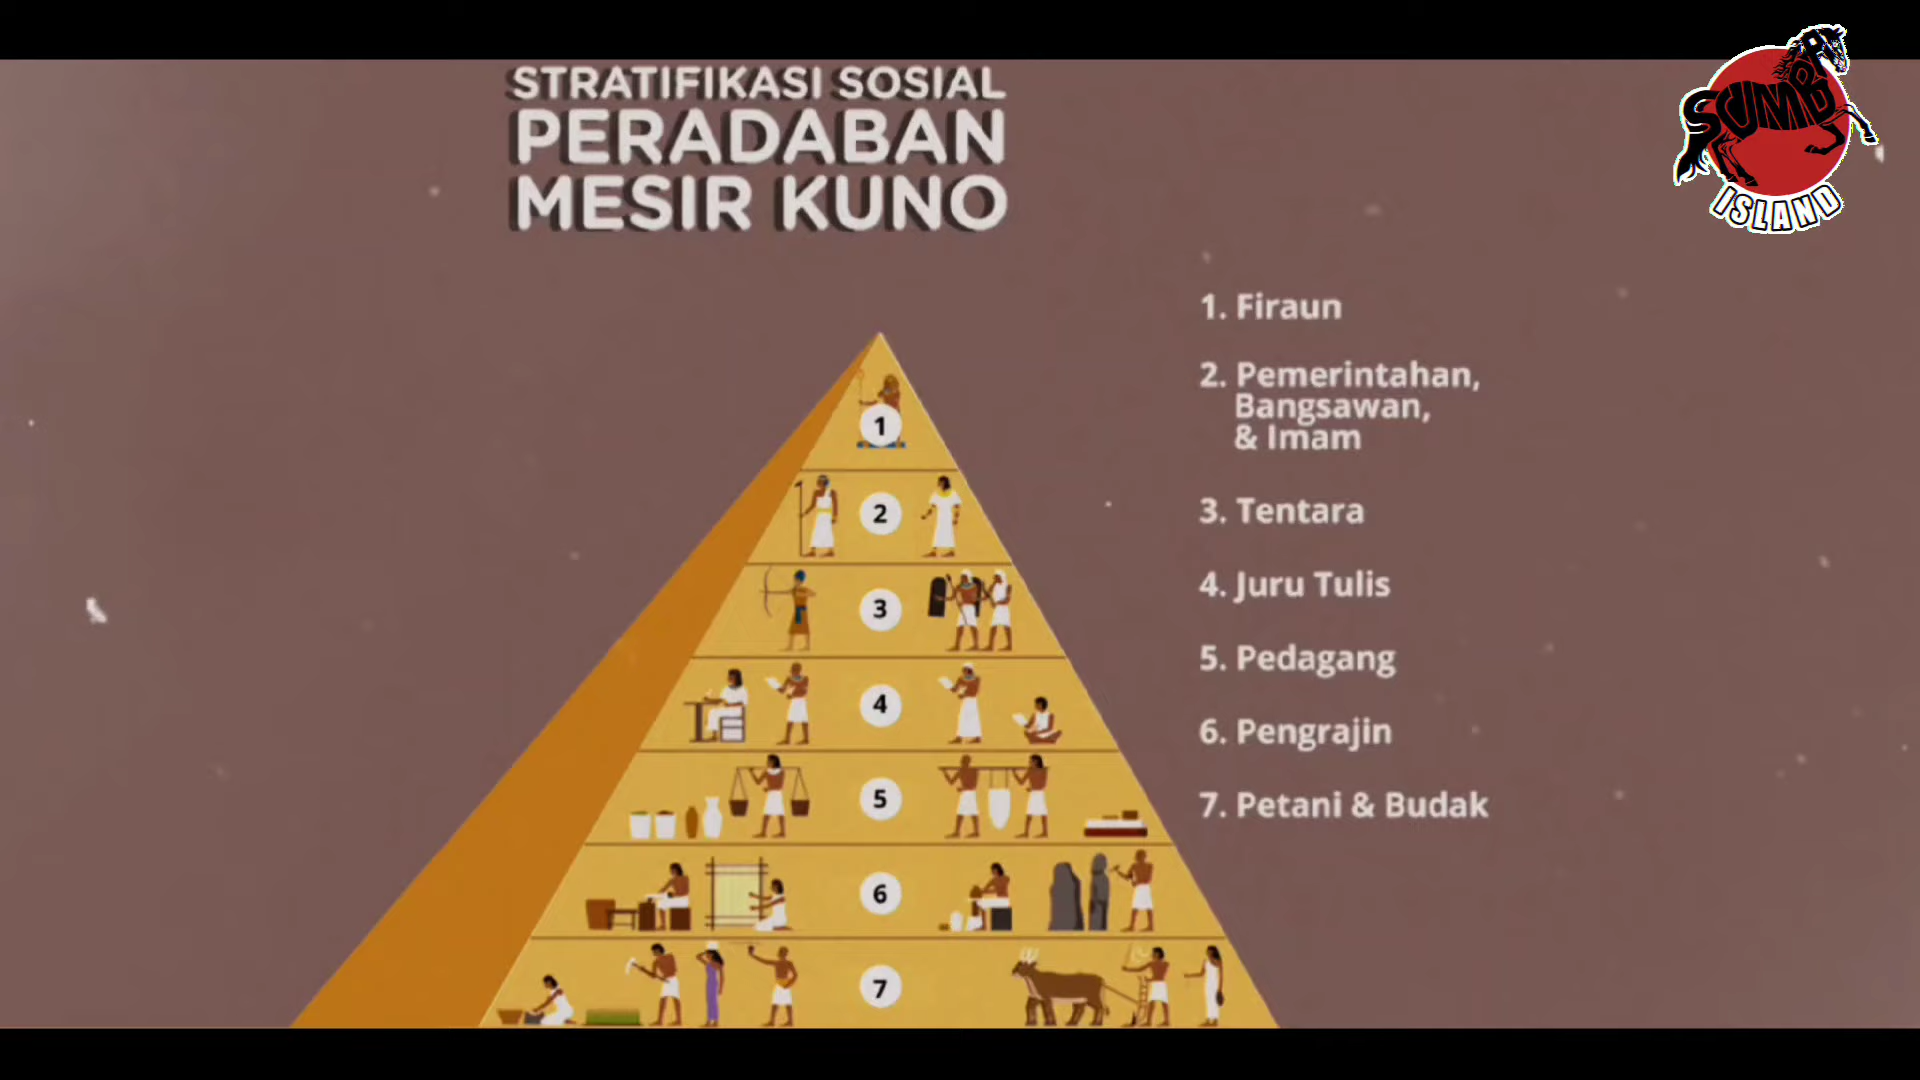 STRATIFIKASI SOSIAL
PERADABAN
MESIR KUNO
SUMBA
ISLAND
1. Firaun
2. Pemerintahan,
Bangsawan,
& Imam
3. Tentara
4. Juru Tulis
5. Pedagang
6. Pengrajin
7. Petani & Budak
1
2
3
4
5
6
7